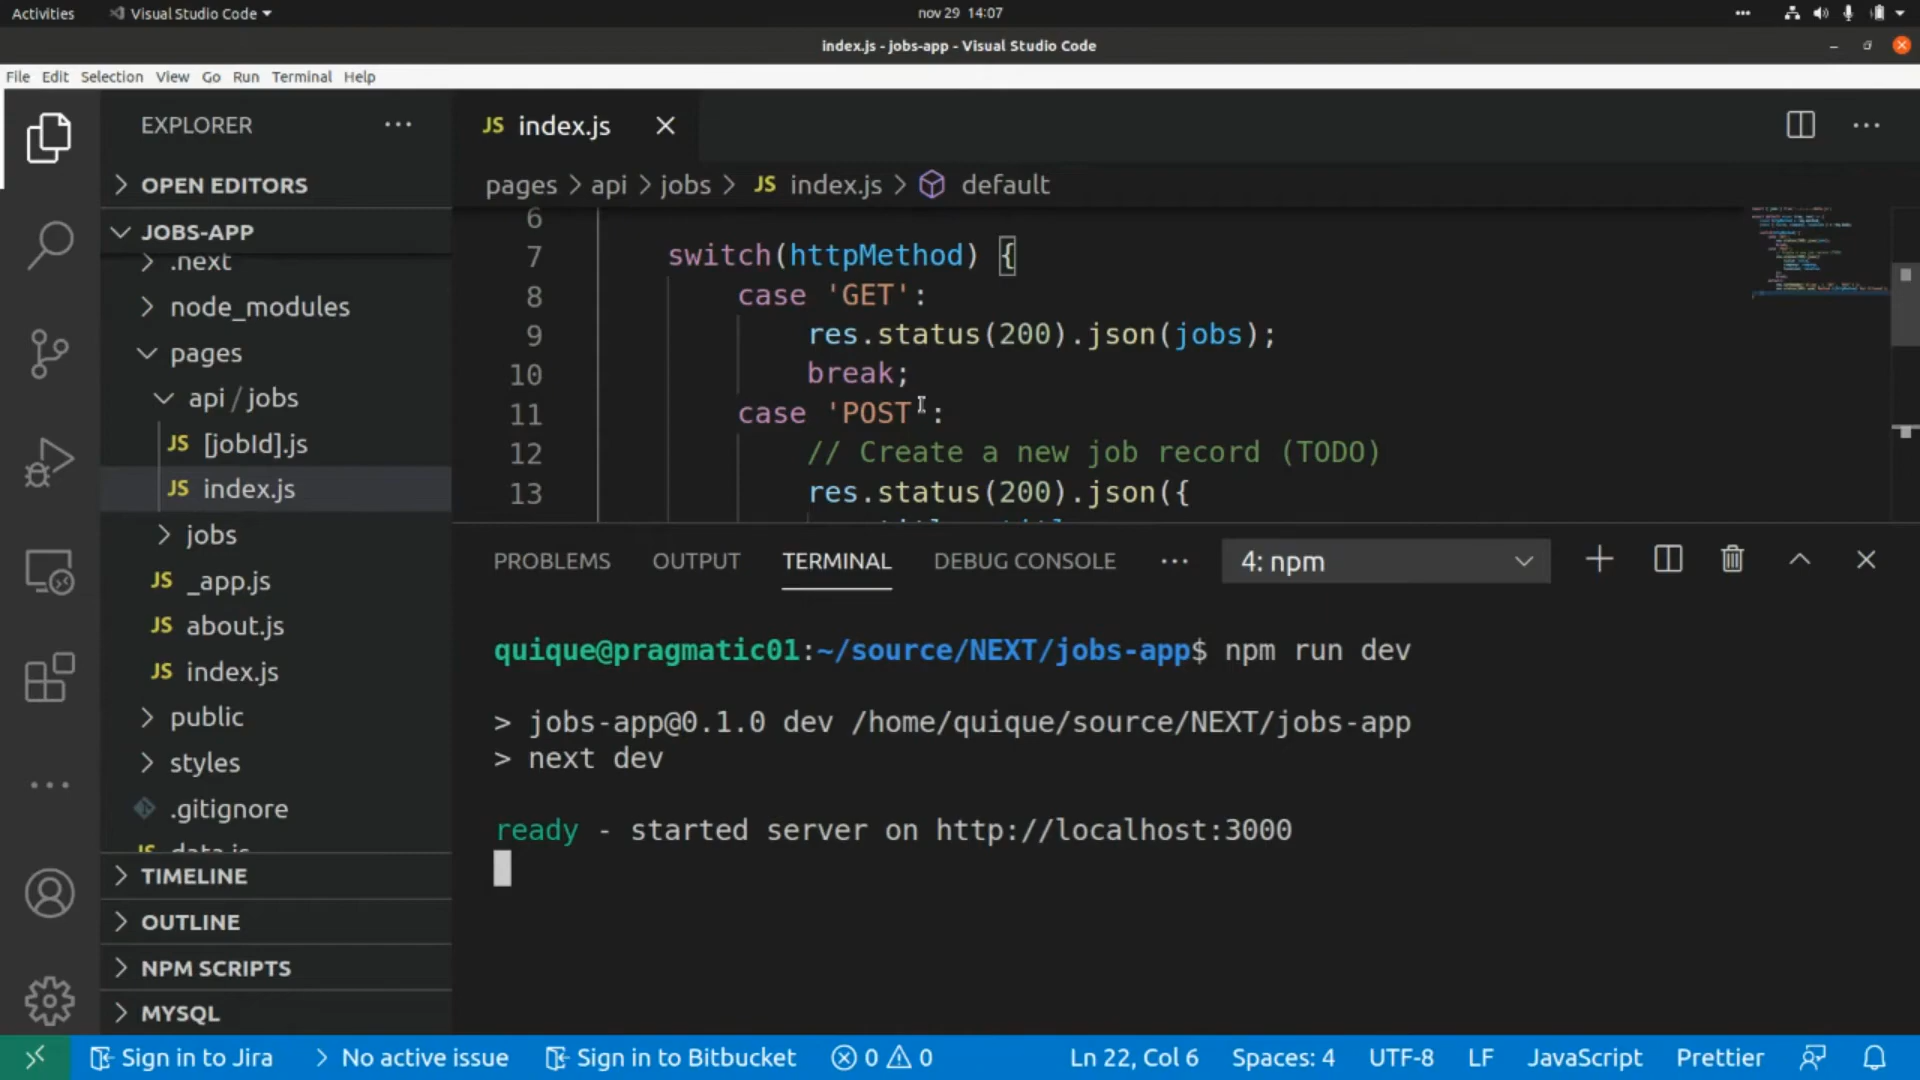 Activities
Visual Studio Code
nov 29 14:07
index.js - jobs-app - Visual Studio Code
File Edit Selection View Go Run Terminal Help
EXPLORER
OPEN EDITORS
JOBS-APP
.next
node_modules
pages
api / jobs
JS [jobId].js
JS index.js
jobs
JS _app.js
JS about.js
JS index.js
public
styles
.gitignore
JS data.js
TIMELINE
OUTLINE
NPM SCRIPTS
MYSQL
JS index.js
pages > api > jobs > JS index.js > default
6
7 switch(httpMethod) {
8 case 'GET':
9 res.status(200).json(jobs);
10 break;
11 case 'POST':
12 // Create a new job record (TODO)
13 res.status(200).json({
PROBLEMS OUTPUT TERMINAL DEBUG CONSOLE ··· 4: npm
quique@pragmatic01:~/source/NEXT/jobs-app$ npm run dev
> jobs-app@0.1.0 dev /home/quique/source/NEXT/jobs-app
> next dev
ready - started server on http://localhost:3000
Sign in to Jira > No active issue Sign in to Bitbucket 0 0 Ln 22, Col 6 Spaces: 4 UTF-8 LF JavaScript Prettier